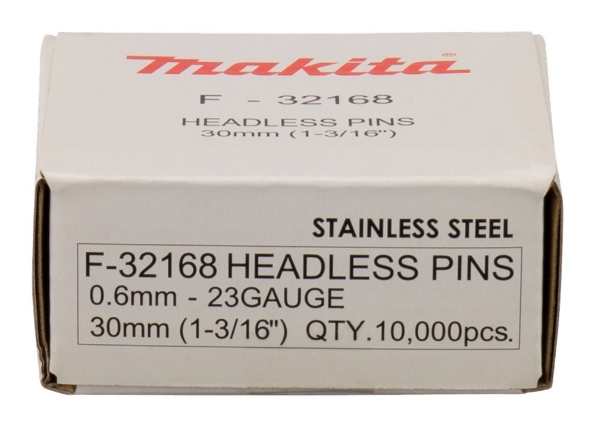 Makita®
F - 32168
HEADLESS PINS
30mm (1-3/16")
STAINLESS STEEL
F-32168 HEADLESS PINS
0.6mm - 23GAUGE
30mm (1-3/16") QTY.10,000pcs.